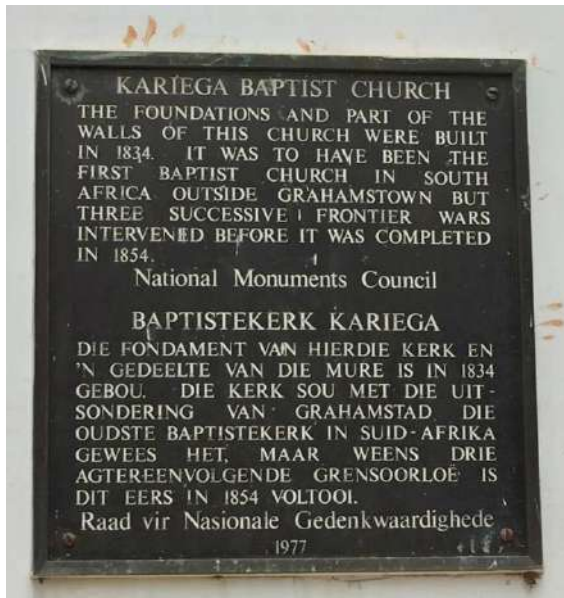 KARIEGA BAPTIST CHURCH
THE FOUNDATIONS AND PART OF THE
WALLS OF THIS CHURCH WERE BUILT
IN 1834. IT WAS TO HAVE BEEN THE
FIRST BAPTIST CHURCH IN SOUTH
AFRICA OUTSIDE GRAHAMSTOWN BUT
THREE SUCCESSIVE FRONTIER WARS
INTERVENED BEFORE IT WAS COMPLETED
IN 1854.
National Monuments Council
BAPTISTEKERK KARIEGA
DIE FONDAMENT VAN HIERDIE KERK EN
'N GEDEELTE VAN DIE MURE IS IN 1834
GEBOU. DIE KERK SOU MET DIE UIT-
SONDERING VAN GRAHAMSTAD DIE
OUDSTE BAPTISTEKERK IN SUID-AFRIKA
GEWEES HET, MAAR WEENS DRIE
AGTEREENVOLGENDE GRENSOORLOË IS
DIT EERS IN 1854 VOLTOOI.
Raad vir Nasionale Gedenkwaardighede
1977